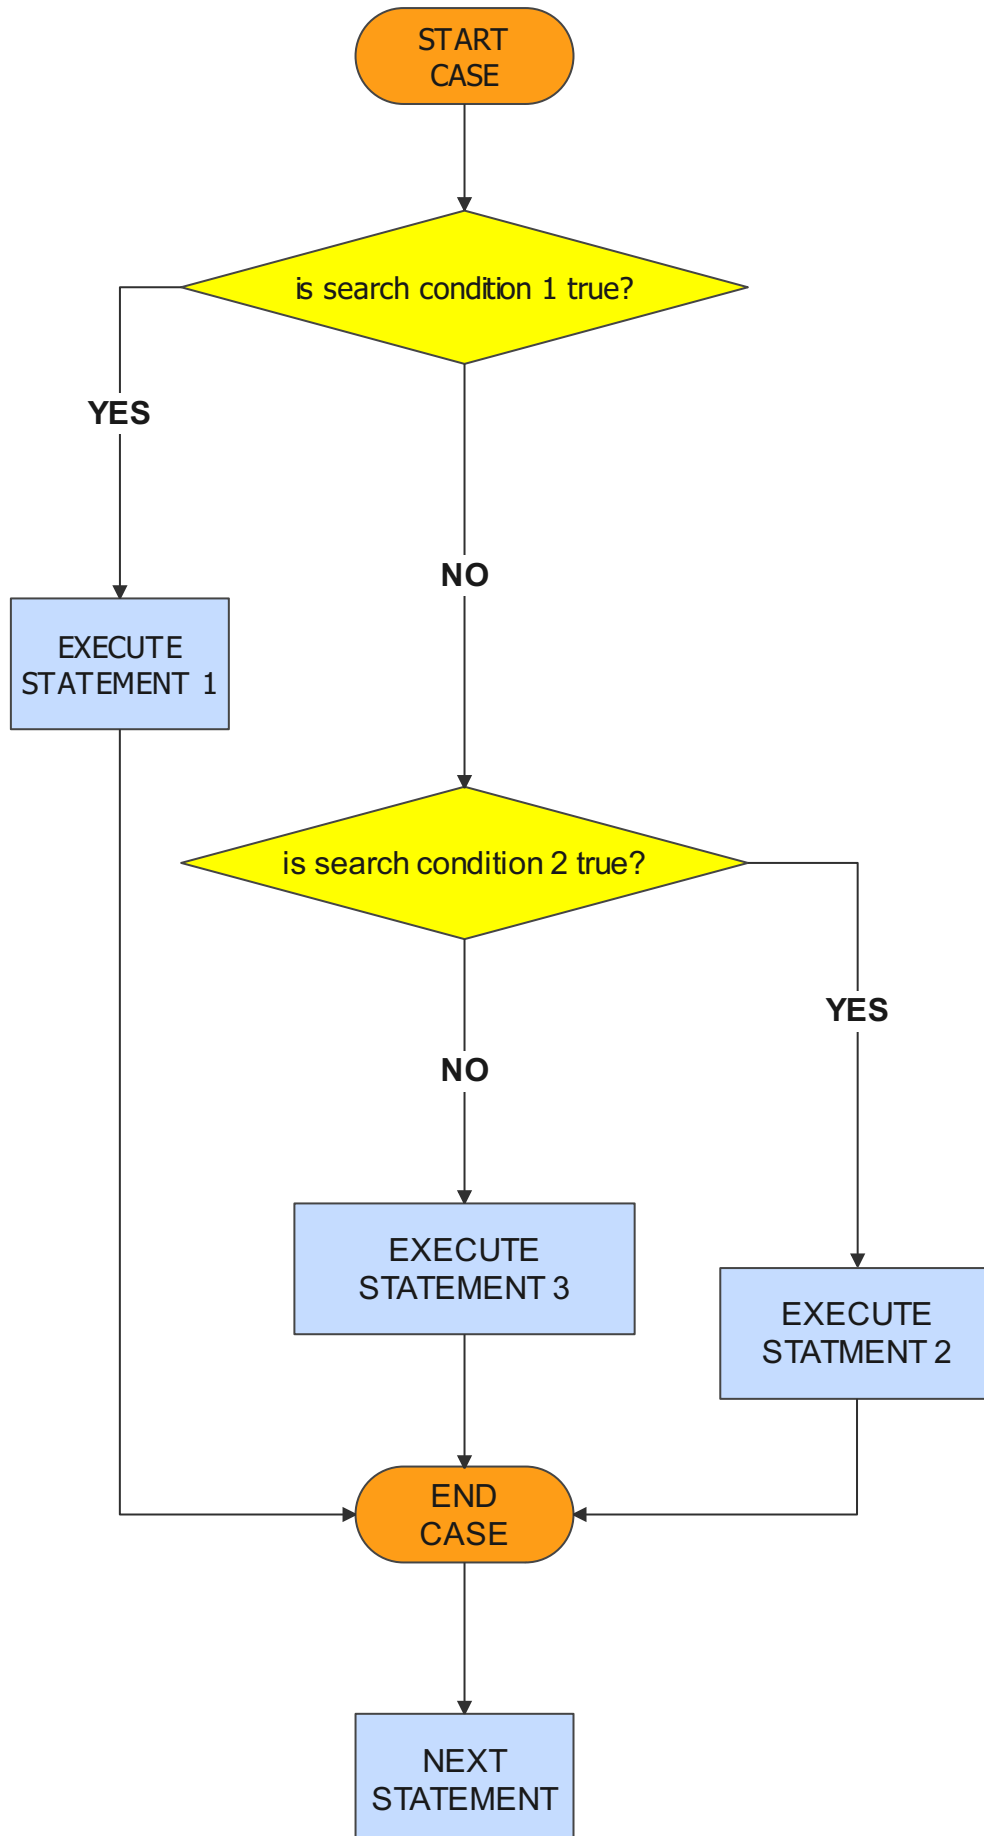 START
CASE
is search condition 1 true?
YES
NO
EXECUTE
STATEMENT 1
is search condition 2 true?
YES
NO
EXECUTE
STATEMENT 3
EXECUTE
STATMENT 2
END
CASE
NEXT
STATEMENT